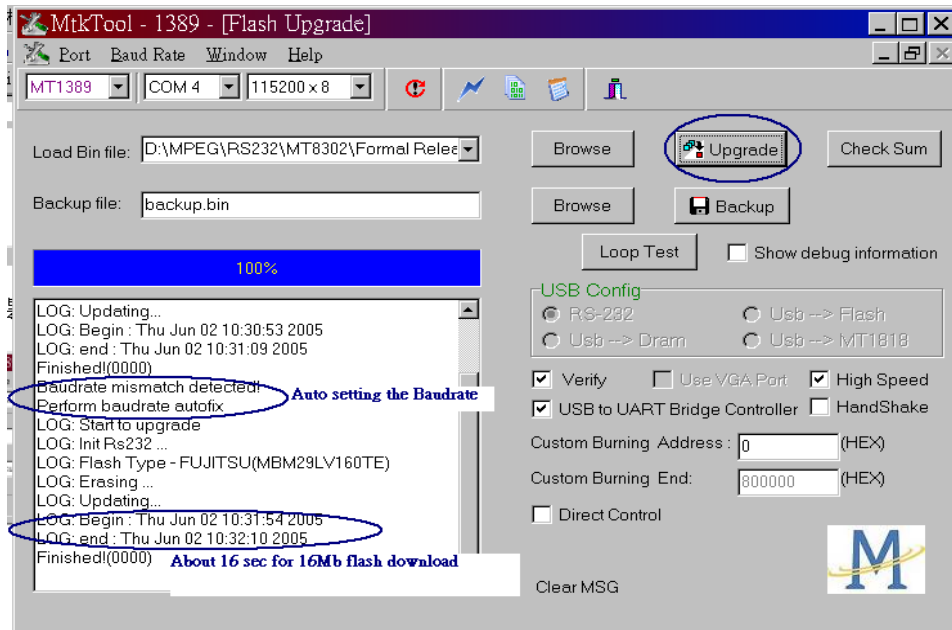 MtkTool - 1389 - [Flash Upgrade]
Port Baud Rate Window Help
MT1389 COM 4 115200 x 8
Load Bin file: D:\MPEG\RS232\MT8302\Formal Relea Browse Upgrade Check Sum
Backup file: backup.bin Browse Backup
Loop Test Show debug information
100%
USB Config
RS-232 Usb --> Flash
Usb --> Dram Usb --> MT1818
LOG: Updating...
LOG: Begin : Thu Jun 02 10:30:53 2005
LOG: end : Thu Jun 02 10:31:09 2005
Finished!(0000)
Baudrate mismatch detected!
Perform baudrate autofix
Auto setting the Baudrate
LOG: Start to upgrade
LOG: Init Rs232 ...
LOG: Flash Type - FUJITSU(MBM29LV160TE)
LOG: Erasing ...
LOG: Updating...
LOG: Begin : Thu Jun 02 10:31:54 2005
LOG: end : Thu Jun 02 10:32:10 2005
Finished!(0000)
About 16 sec for 16Mb flash download
Verify Use VGA Port High Speed
USB to UART Bridge Controller HandShake
Custom Burning Address : 0 (HEX)
Custom Burning End: 800000 (HEX)
Direct Control
Clear MSG
M